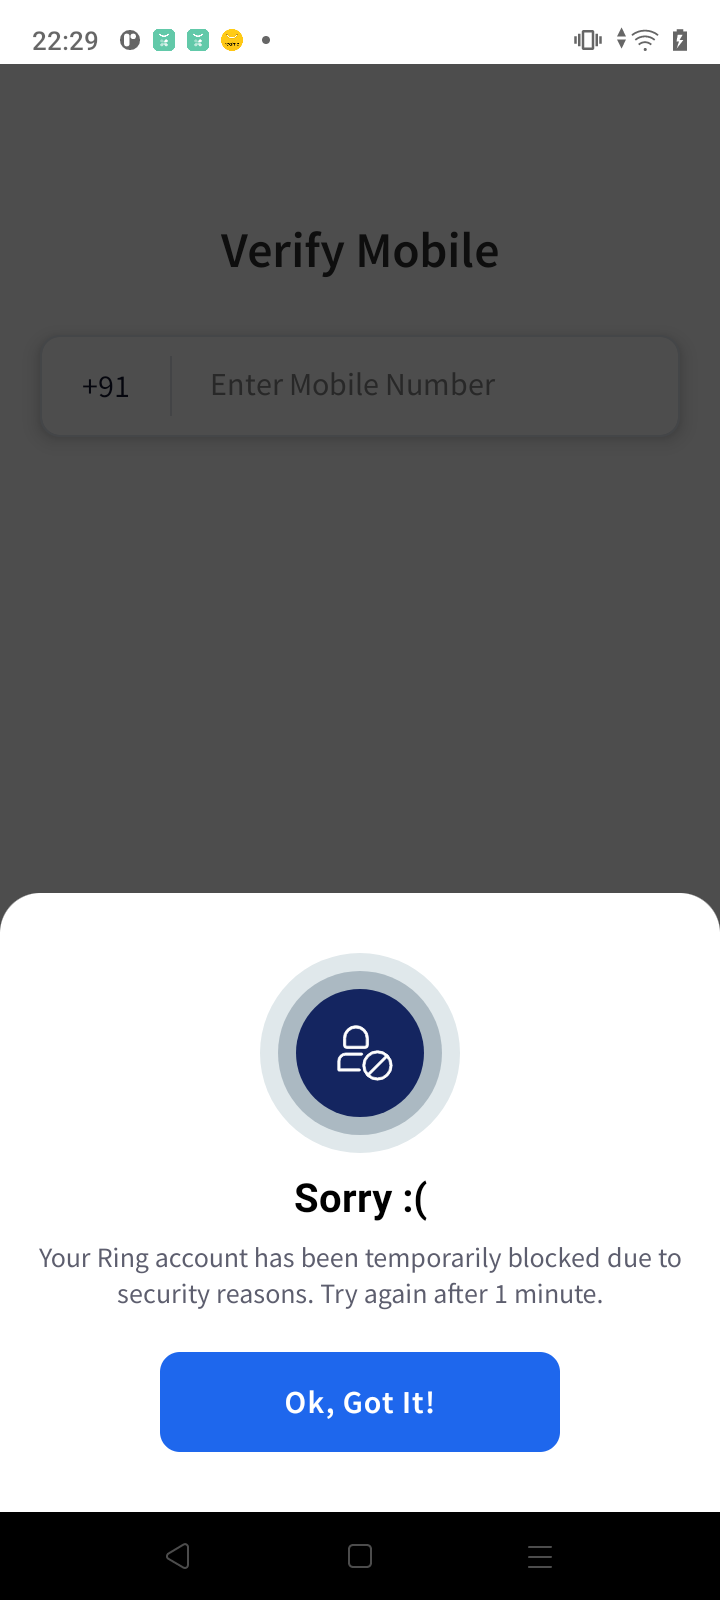 22:29
Verify Mobile
+91
Enter Mobile Number
Sorry :(
Your Ring account has been temporarily blocked due to
security reasons. Try again after 1 minute.
Ok, Got It!